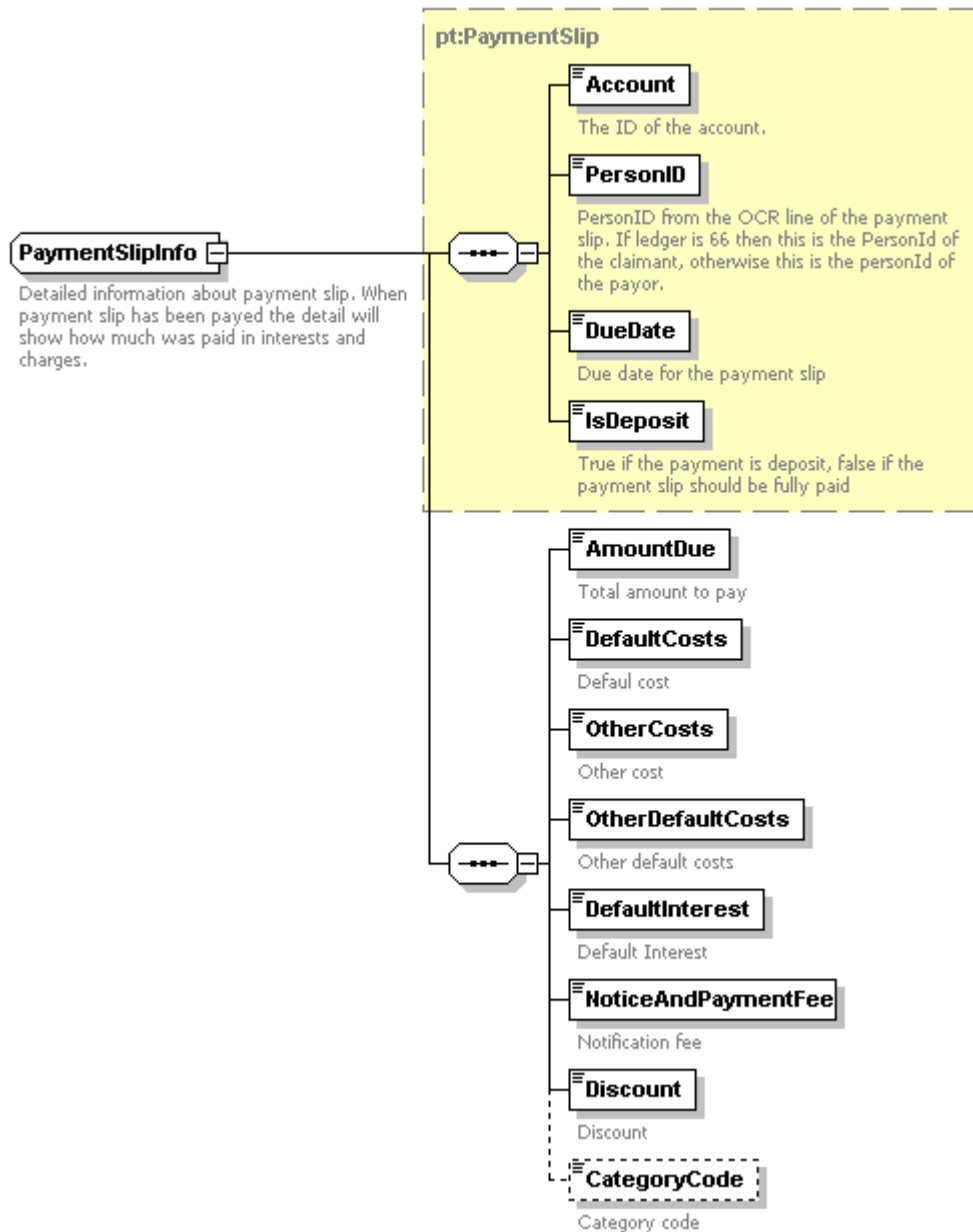 pt:PaymentSlip
Account
The ID of the account.
PersonID
PersonID from the OCR line of the payment
slip. If ledger is 66 then this is the PersonId of
the claimant, otherwise this is the personId of
the payor.
PaymentSlipInfo
Detailed information about payment slip. When
payment slip has been payed the detail will
show how much was paid in interests and
charges.
DueDate
Due date for the payment slip
IsDeposit
True if the payment is deposit, false if the
payment slip should be fully paid
AmountDue
Total amount to pay
DefaultCosts
Defaul cost
OtherCosts
Other cost
OtherDefaultCosts
Other default costs
DefaultInterest
Default Interest
NoticeAndPaymentFee
Notification fee
Discount
Discount
CategoryCode
Category code